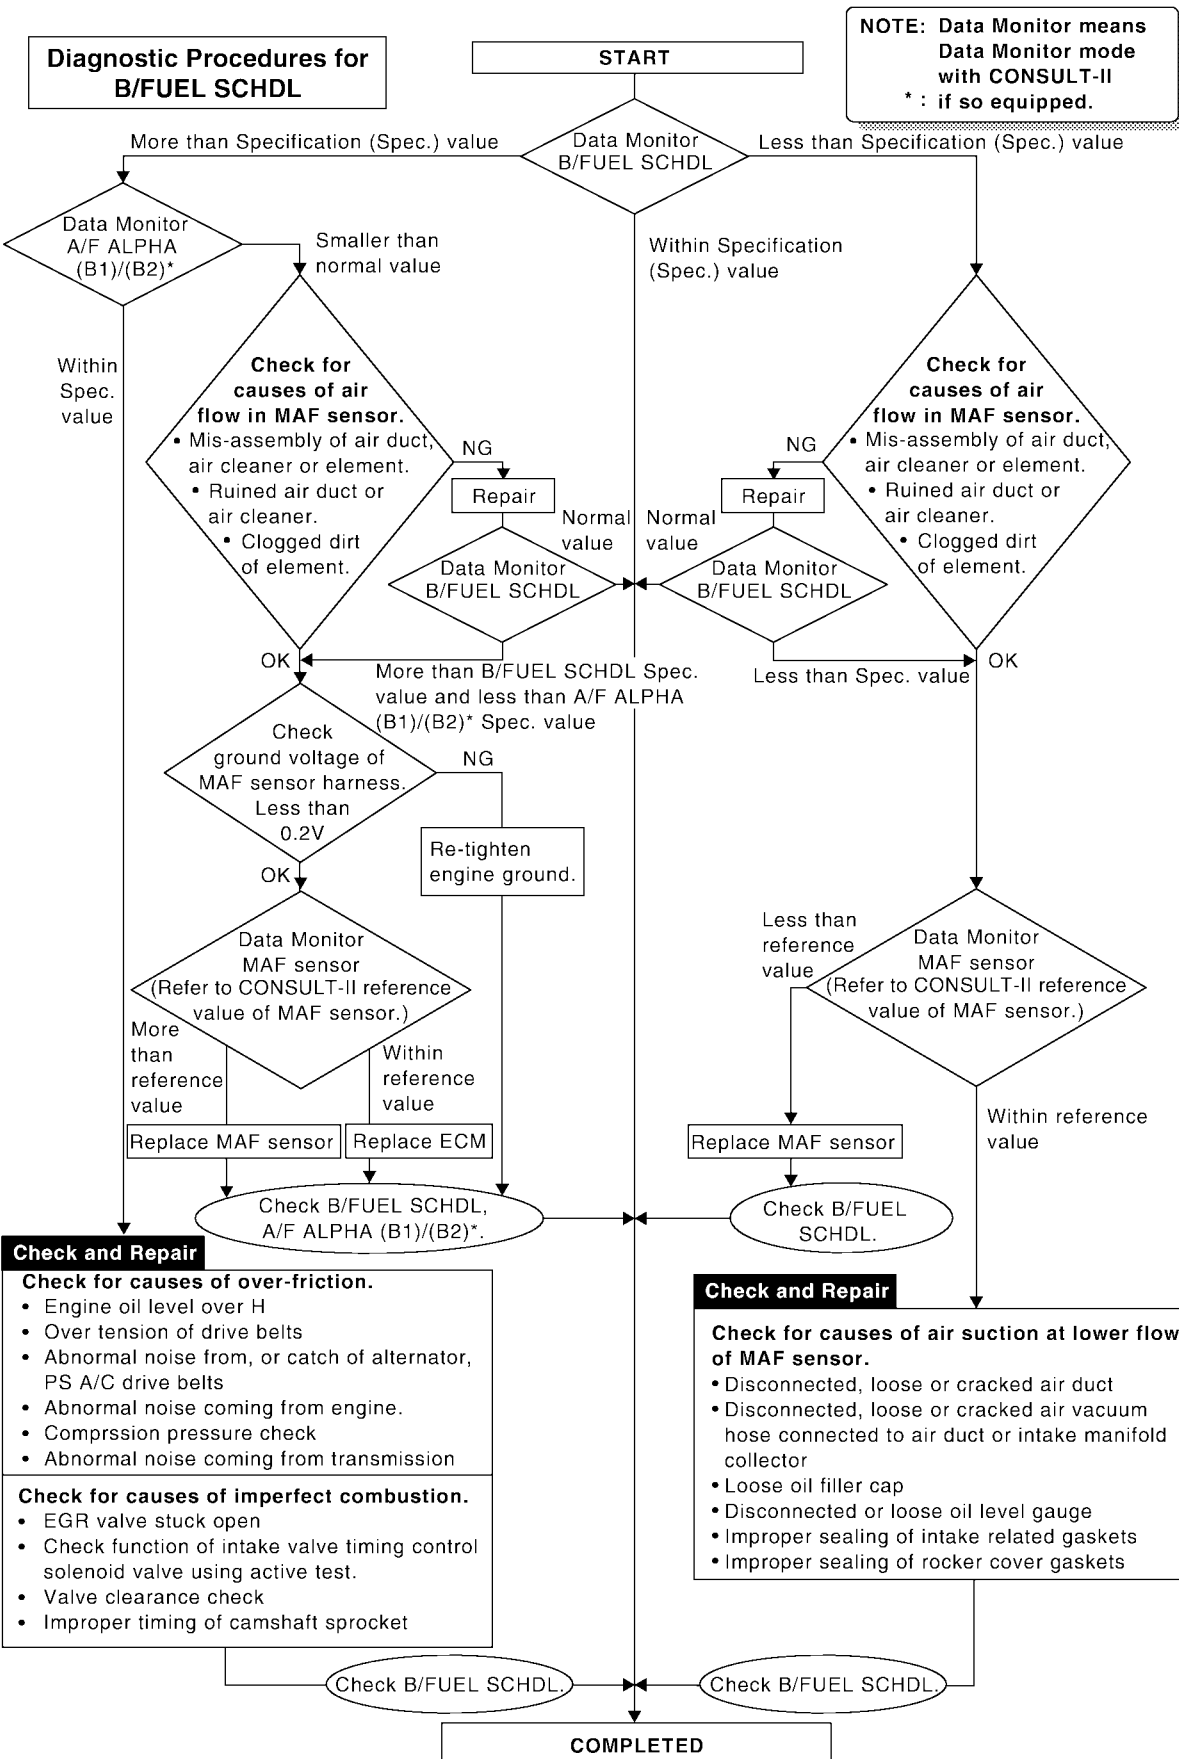 Diagnostic Procedures for
B/FUEL SCHDL
START
NOTE: Data Monitor means
Data Monitor mode
with CONSULT-II
* : if so equipped.
More than Specification (Spec.) value
Data Monitor
B/FUEL SCHDL
Less than Specification (Spec.) value
Data Monitor
A/F ALPHA
(B1)/(B2)*
Smaller than
normal value
Within Specification
(Spec.) value
Within
Spec.
value
Check for
causes of air
flow in MAF sensor.
• Mis-assembly of air duct,
air cleaner or element.
• Ruined air duct or
air cleaner.
• Clogged dirt
of element.
NG
Repair
Normal
value
Data Monitor
B/FUEL SCHDL
Check for
causes of air
flow in MAF sensor.
• Mis-assembly of air duct,
air cleaner or element.
• Ruined air duct or
air cleaner.
• Clogged dirt
of element.
NG
Repair
Normal
value
Data Monitor
B/FUEL SCHDL
OK
More than B/FUEL SCHDL Spec.
value and less than A/F ALPHA
(B1)/(B2)* Spec. value
Less than Spec. value
OK
Check
ground voltage of
MAF sensor harness.
Less than
0.2V
NG
Re-tighten
engine ground.
OK
Data Monitor
MAF sensor
(Refer to CONSULT-II reference
value of MAF sensor.)
More
than
reference
value
Within
reference
value
Replace MAF sensor
Replace ECM
Check B/FUEL SCHDL,
A/F ALPHA (B1)/(B2)*.
Less than
reference
value
Data Monitor
MAF sensor
(Refer to CONSULT-II reference
value of MAF sensor.)
Within reference
value
Replace MAF sensor
Check B/FUEL
SCHDL.
Check and Repair
Check for causes of over-friction.
• Engine oil level over H
• Over tension of drive belts
• Abnormal noise from, or catch of alternator,
PS A/C drive belts
• Abnormal noise coming from engine.
• Comprssion pressure check
• Abnormal noise coming from transmission
Check for causes of imperfect combustion.
• EGR valve stuck open
• Check function of intake valve timing control
solenoid valve using active test.
• Valve clearance check
• Improper timing of camshaft sprocket
Check and Repair
Check for causes of air suction at lower flow
of MAF sensor.
• Disconnected, loose or cracked air duct
• Disconnected, loose or cracked air vacuum
hose connected to air duct or intake manifold
collector
• Loose oil filler cap
• Disconnected or loose oil level gauge
• Improper sealing of intake related gaskets
• Improper sealing of rocker cover gaskets
Check B/FUEL SCHDL.
Check B/FUEL SCHDL.
COMPLETED